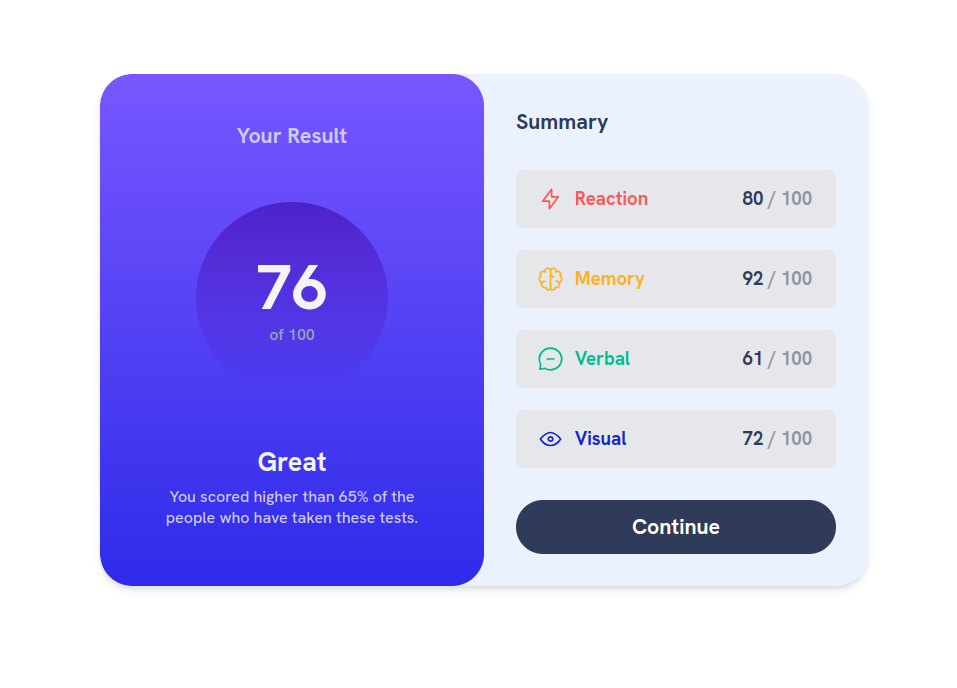 Your Result
76
of 100
Great
You scored higher than 65% of the
people who have taken these tests.
Summary
Reaction 80 / 100
Memory 92 / 100
Verbal 61 / 100
Visual 72 / 100
Continue